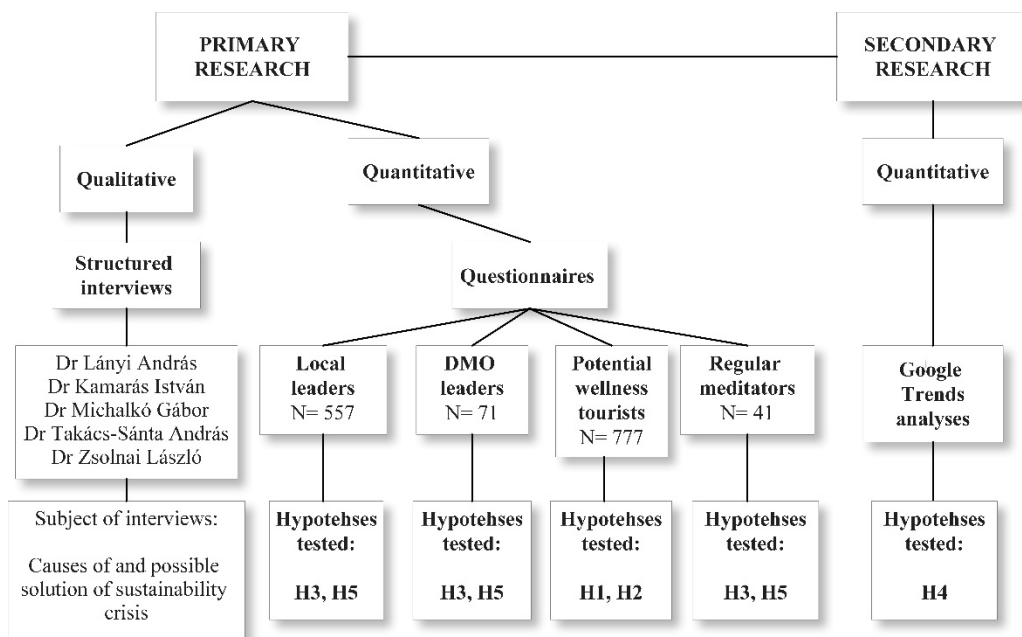 PRIMARY
RESEARCH
SECONDARY
RESEARCH
Qualitative
Quantitative
Quantitative
Structured
interviews
Questionnaires
Dr Lányi András
Dr Kamarás István
Dr Michalkó Gábor
Dr Takács-Sánta András
Dr Zsolnai László
Local
leaders
N= 557
DMO
leaders
N= 71
Potential
wellness
tourists
N= 777
Regular
meditators
N= 41
Google
Trends
analyses
Subject of interviews:
Causes of and possible
solution of sustainability
crisis
Hypotehses
tested:
H3, H5
Hypotehses
tested:
H3, H5
Hypotehses
tested:
H1, H2
Hypotehses
tested:
H3, H5
Hypotehses
tested:
H4